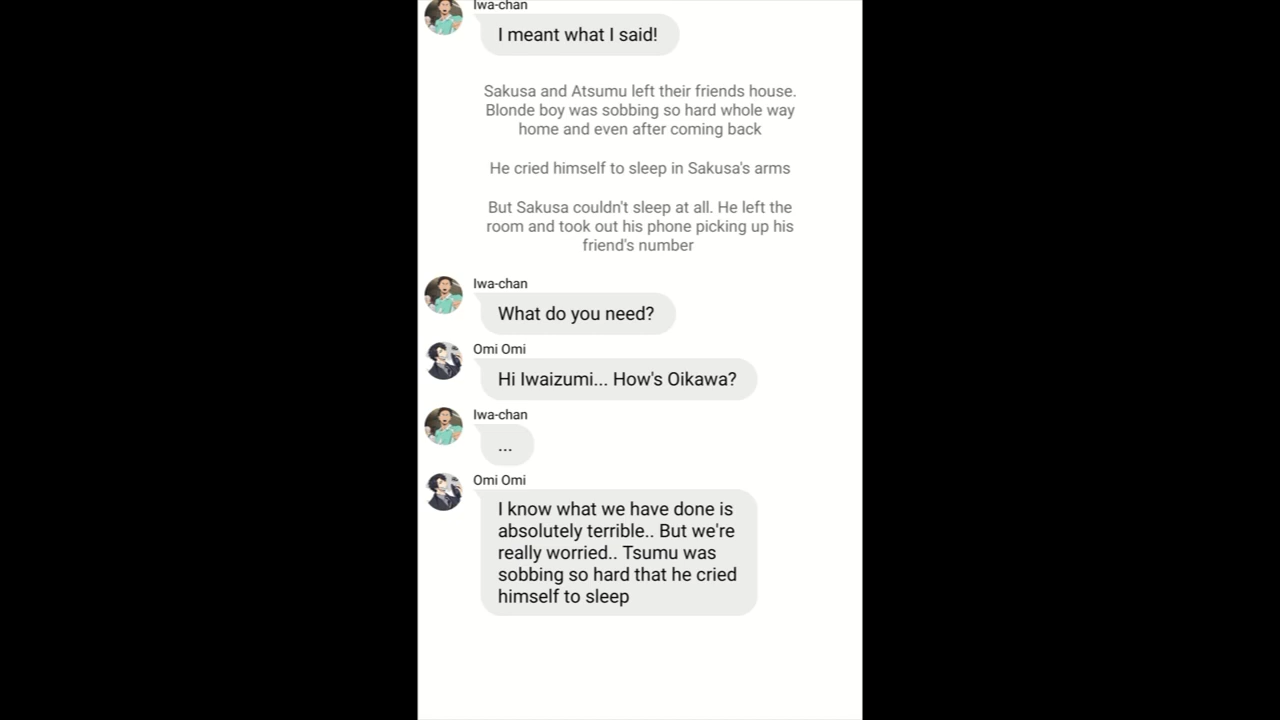 Iwa-chan
I meant what I said!
Sakusa and Atsumu left their friends house.
Blonde boy was sobbing so hard whole way
home and even after coming back
He cried himself to sleep in Sakusa's arms
But Sakusa couldn't sleep at all. He left the
room and took out his phone picking up his
friend's number
Iwa-chan
What do you need?
Omi Omi
Hi Iwaizumi... How's Oikawa?
Iwa-chan
...
Omi Omi
I know what we have done is
absolutely terrible.. But we're
really worried.. Tsumu was
sobbing so hard that he cried
himself to sleep